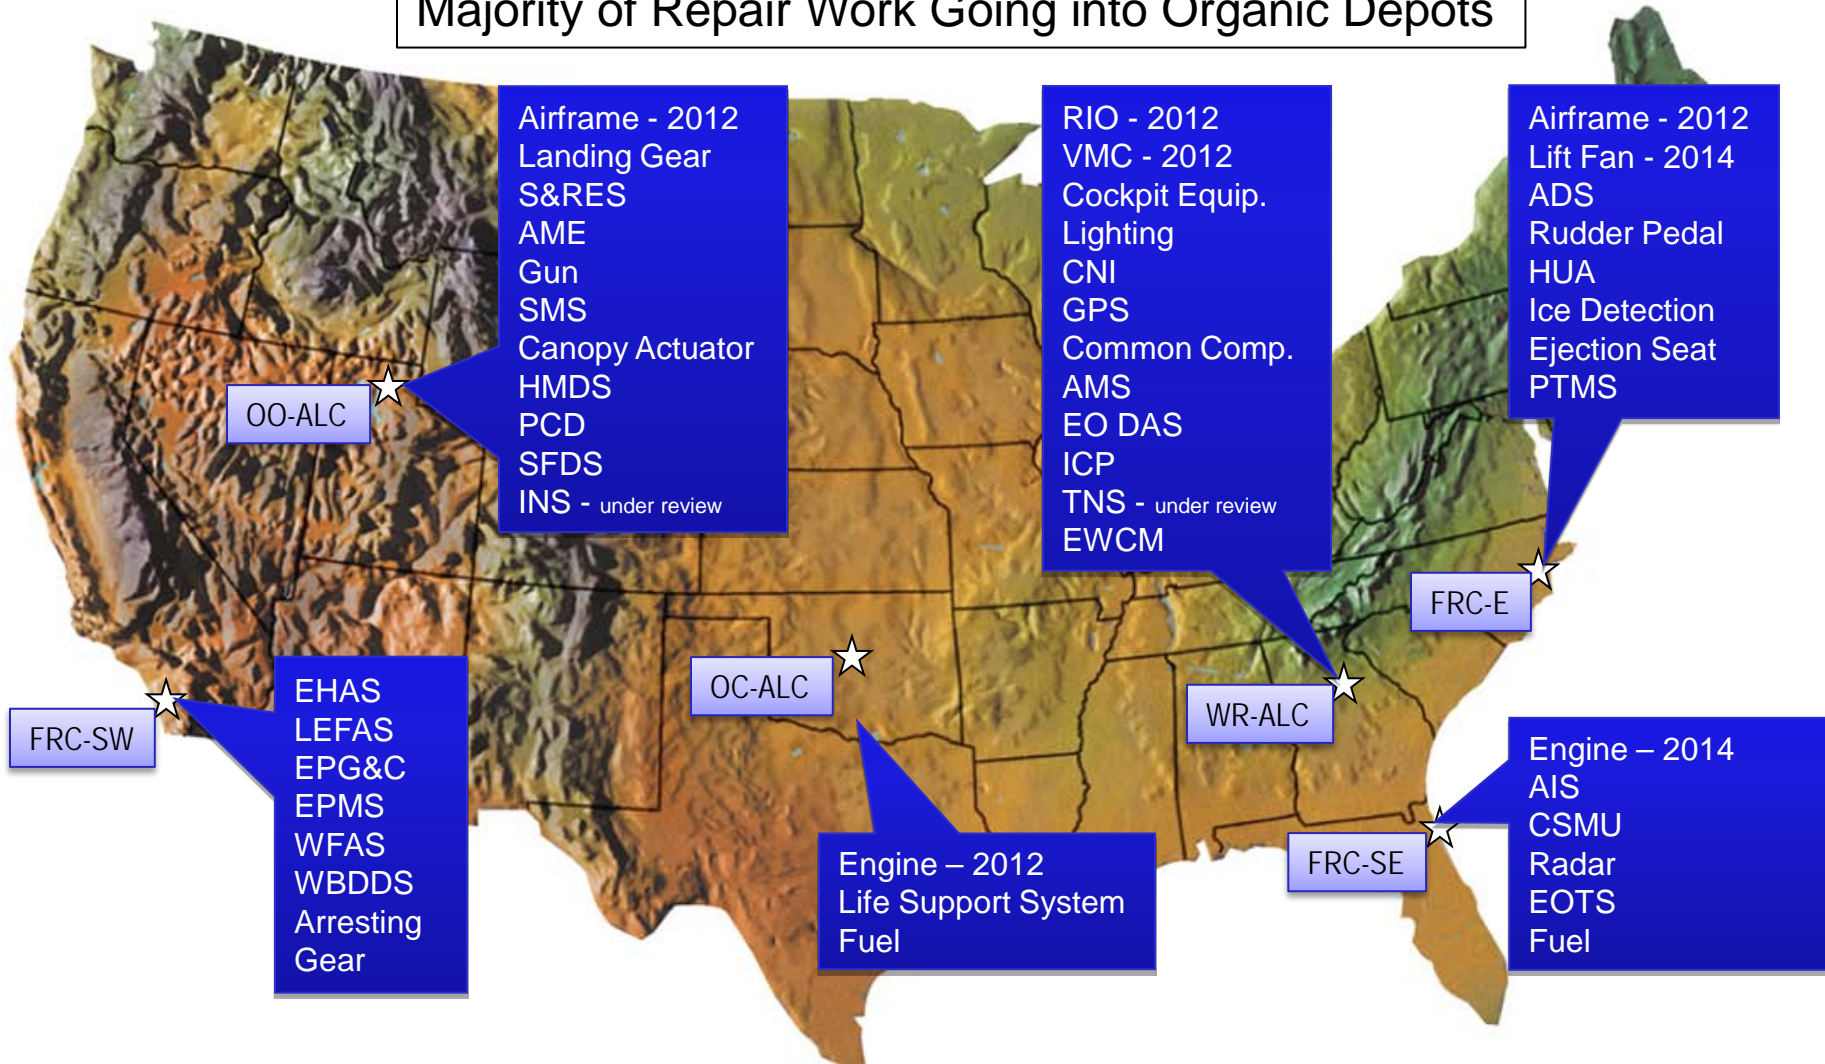 Majority of Repair Work Going into Organic Depots
Airframe - 2012
Landing Gear
S&RES
AME
Gun
SMS
Canopy Actuator
HMDS
PCD
SFDS
INS - under review
RIO - 2012
VMC - 2012
Cockpit Equip.
Lighting
CNI
GPS
Common Comp.
AMS
EO DAS
ICP
TNS - under review
EWCM
Airframe - 2012
Lift Fan - 2014
ADS
Rudder Pedal
HUA
Ice Detection
Ejection Seat
PTMS
OO-ALC
FRC-E
OC-ALC
WR-ALC
FRC-SW
EHAS
LEFAS
EPG&C
EPMS
WFAS
WBDDS
Arresting
Gear
Engine – 2012
Life Support System
Fuel
FRC-SE
Engine – 2014
AIS
CSMU
Radar
EOTS
Fuel